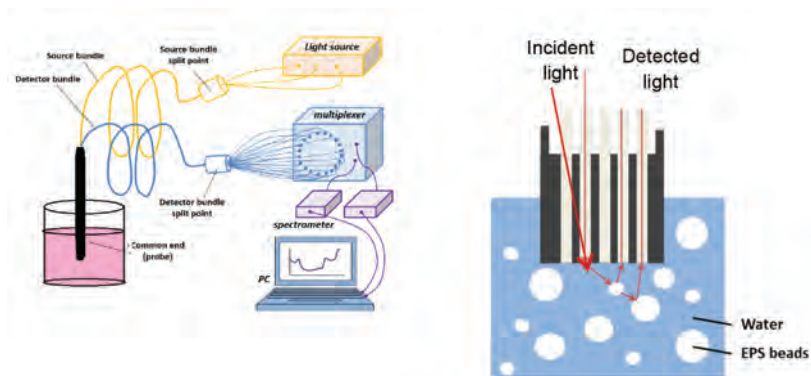 Source bundle
Detector bundle
Source bundle
split point
Light source
multiplexer
Detector bundle
split point
spectrometer
Common end
(probe)
PC
Incident
light
Detected
light
Water
EPS beads